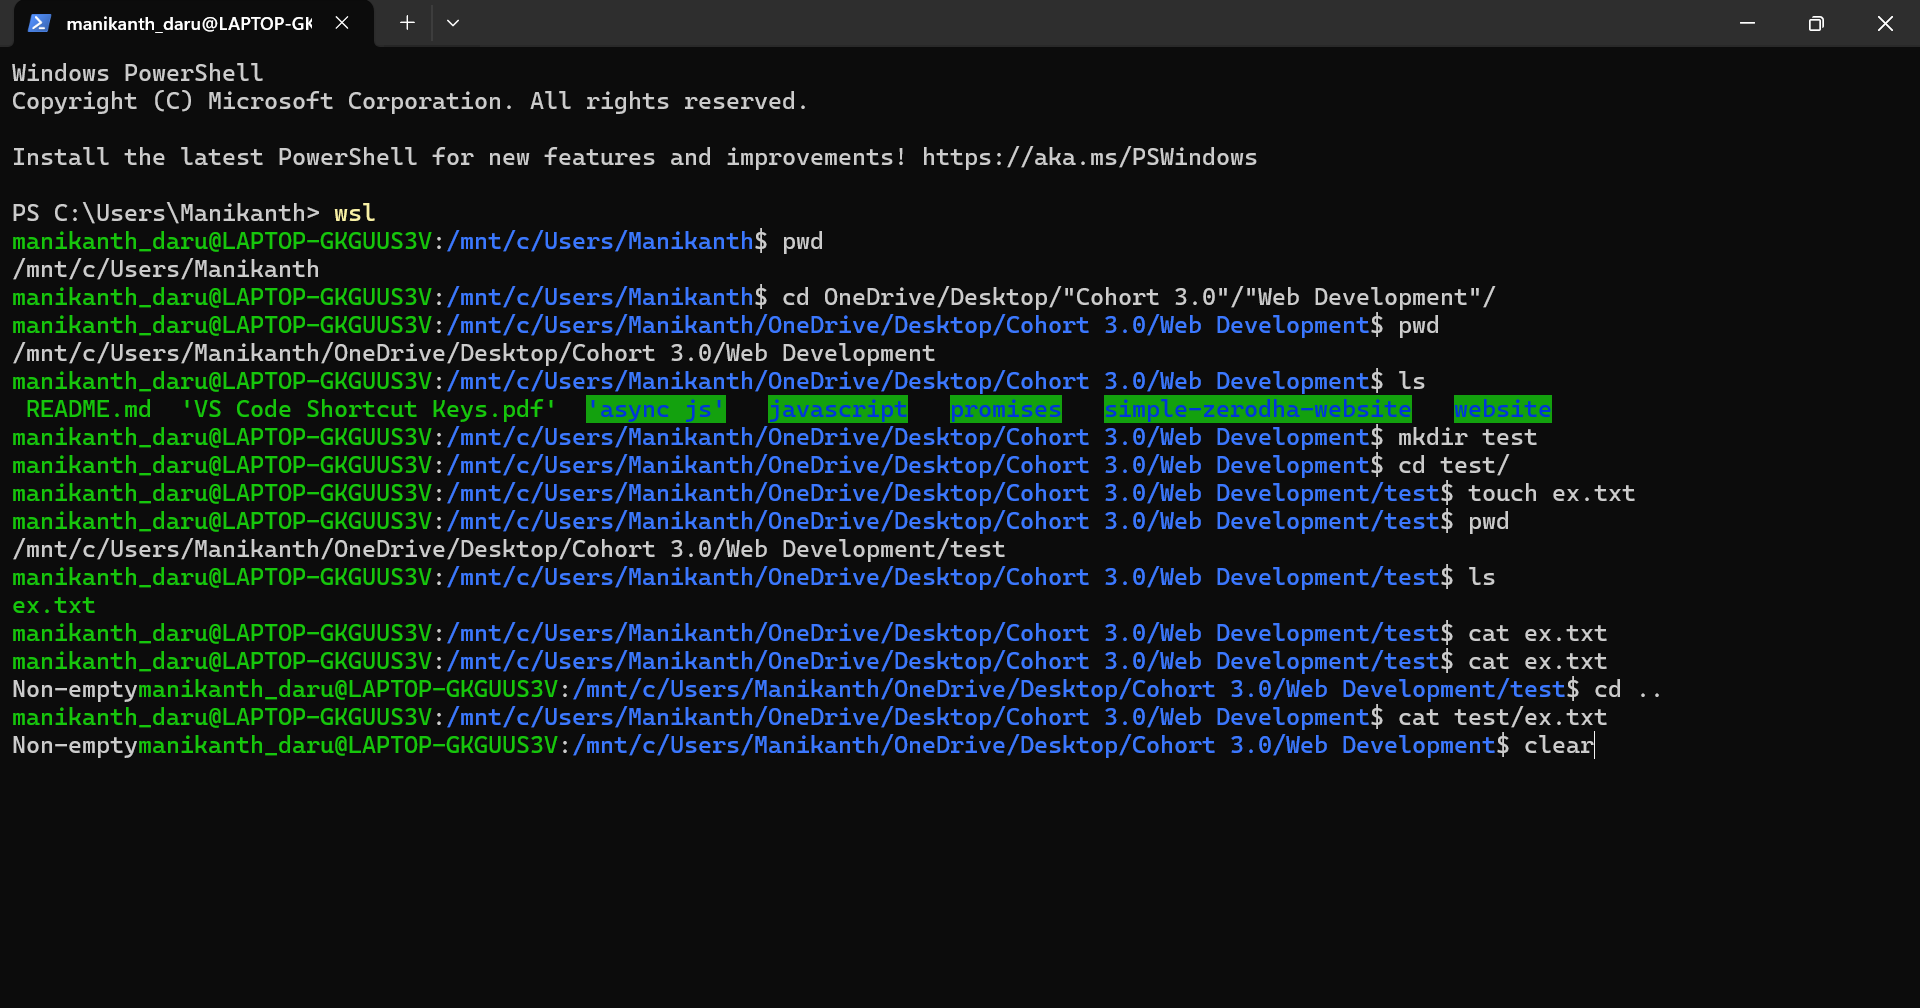 manikanth_daru@LAPTOP-GK
Windows PowerShell
Copyright (C) Microsoft Corporation. All rights reserved.
Install the latest PowerShell for new features and improvements! https://aka.ms/PSWindows
PS C:\Users\Manikanth> wsl
manikanth_daru@LAPTOP-GKGUUS3V:/mnt/c/Users/Manikanth$ pwd
/mnt/c/Users/Manikanth
manikanth_daru@LAPTOP-GKGUUS3V:/mnt/c/Users/Manikanth$ cd OneDrive/Desktop/"Cohort 3.0"/"Web Development"/
manikanth_daru@LAPTOP-GKGUUS3V:/mnt/c/Users/Manikanth/OneDrive/Desktop/Cohort 3.0/Web Development$ pwd
/mnt/c/Users/Manikanth/OneDrive/Desktop/Cohort 3.0/Web Development
manikanth_daru@LAPTOP-GKGUUS3V:/mnt/c/Users/Manikanth/OneDrive/Desktop/Cohort 3.0/Web Development$ ls
README.md  'VS Code Shortcut Keys.pdf'  'async js'   javascript   promises   simple-zerodha-website   website
manikanth_daru@LAPTOP-GKGUUS3V:/mnt/c/Users/Manikanth/OneDrive/Desktop/Cohort 3.0/Web Development$ mkdir test
manikanth_daru@LAPTOP-GKGUUS3V:/mnt/c/Users/Manikanth/OneDrive/Desktop/Cohort 3.0/Web Development$ cd test/
manikanth_daru@LAPTOP-GKGUUS3V:/mnt/c/Users/Manikanth/OneDrive/Desktop/Cohort 3.0/Web Development/test$ touch ex.txt
manikanth_daru@LAPTOP-GKGUUS3V:/mnt/c/Users/Manikanth/OneDrive/Desktop/Cohort 3.0/Web Development/test$ pwd
/mnt/c/Users/Manikanth/OneDrive/Desktop/Cohort 3.0/Web Development/test
manikanth_daru@LAPTOP-GKGUUS3V:/mnt/c/Users/Manikanth/OneDrive/Desktop/Cohort 3.0/Web Development/test$ ls
ex.txt
manikanth_daru@LAPTOP-GKGUUS3V:/mnt/c/Users/Manikanth/OneDrive/Desktop/Cohort 3.0/Web Development/test$ cat ex.txt
manikanth_daru@LAPTOP-GKGUUS3V:/mnt/c/Users/Manikanth/OneDrive/Desktop/Cohort 3.0/Web Development/test$ cat ex.txt
Non-emptymanikanth_daru@LAPTOP-GKGUUS3V:/mnt/c/Users/Manikanth/OneDrive/Desktop/Cohort 3.0/Web Development/test$ cd ..
manikanth_daru@LAPTOP-GKGUUS3V:/mnt/c/Users/Manikanth/OneDrive/Desktop/Cohort 3.0/Web Development$ cat test/ex.txt
Non-emptymanikanth_daru@LAPTOP-GKGUUS3V:/mnt/c/Users/Manikanth/OneDrive/Desktop/Cohort 3.0/Web Development$ clear